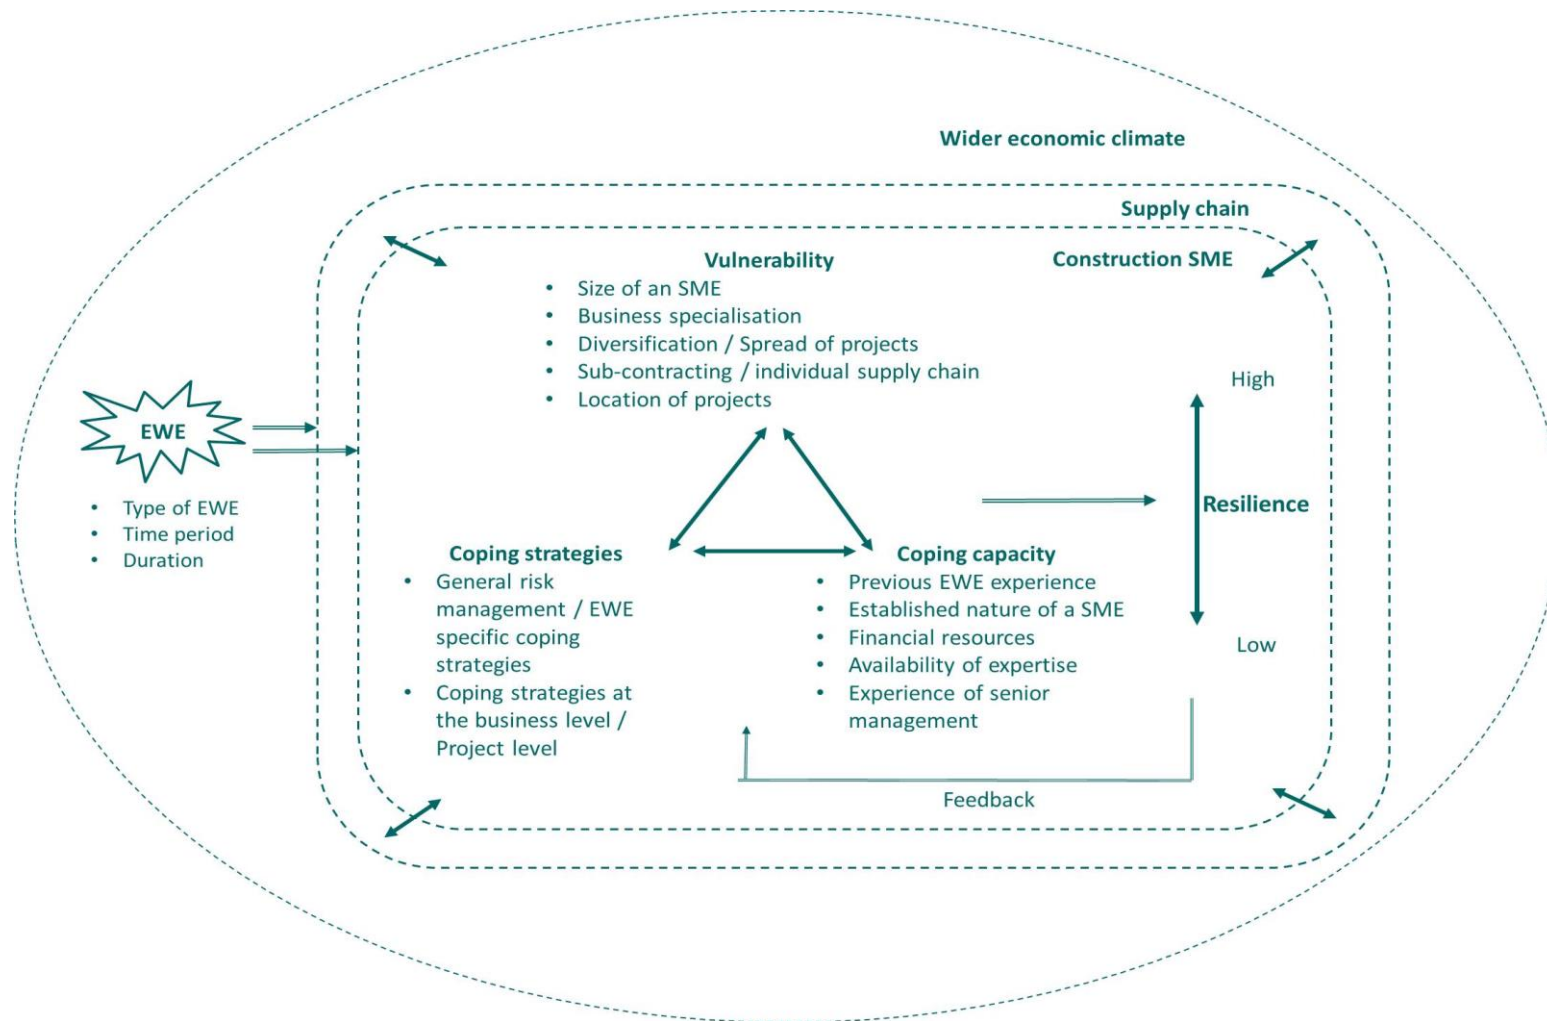 Wider economic climate
Supply chain
Construction SME
Vulnerability
• Size of an SME
• Business specialisation
• Diversification / Spread of projects
• Sub-contracting / individual supply chain
• Location of projects
EWE
• Type of EWE
• Time period
• Duration
High
Resilience
Low
Coping strategies
• General risk
management / EWE
specific coping
strategies
• Coping strategies at
the business level /
Project level
Coping capacity
• Previous EWE experience
• Established nature of a SME
• Financial resources
• Availability of expertise
• Experience of senior
management
Feedback